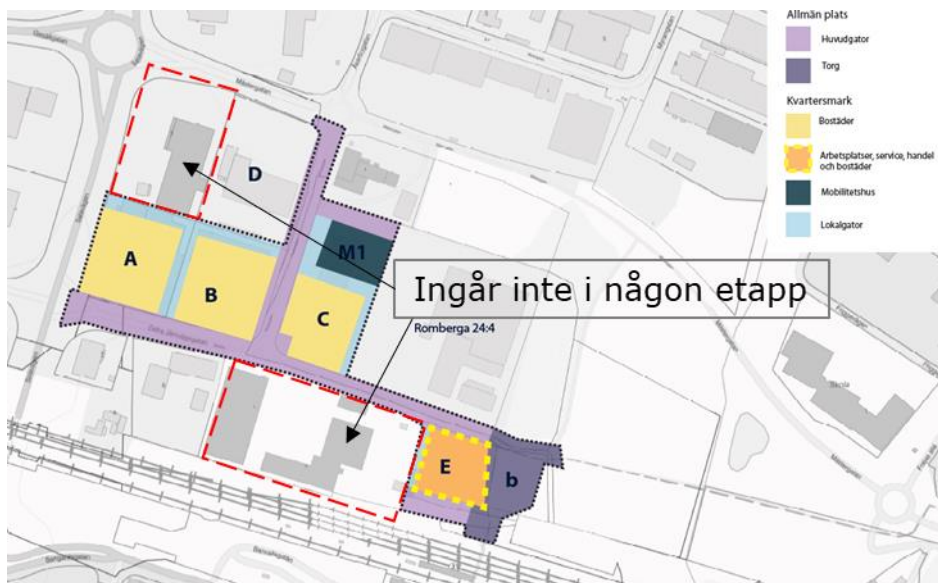 Allmän plats
Huvudgator
Torg
Kvartersmark
Bostäder
Arbetsplatser, service, handel
och bostäder
Mobilitetshus
Lokalgator
D
A
B
M1
C
Ingår inte i någon etapp
Romberga 24:4
Skola
E
b